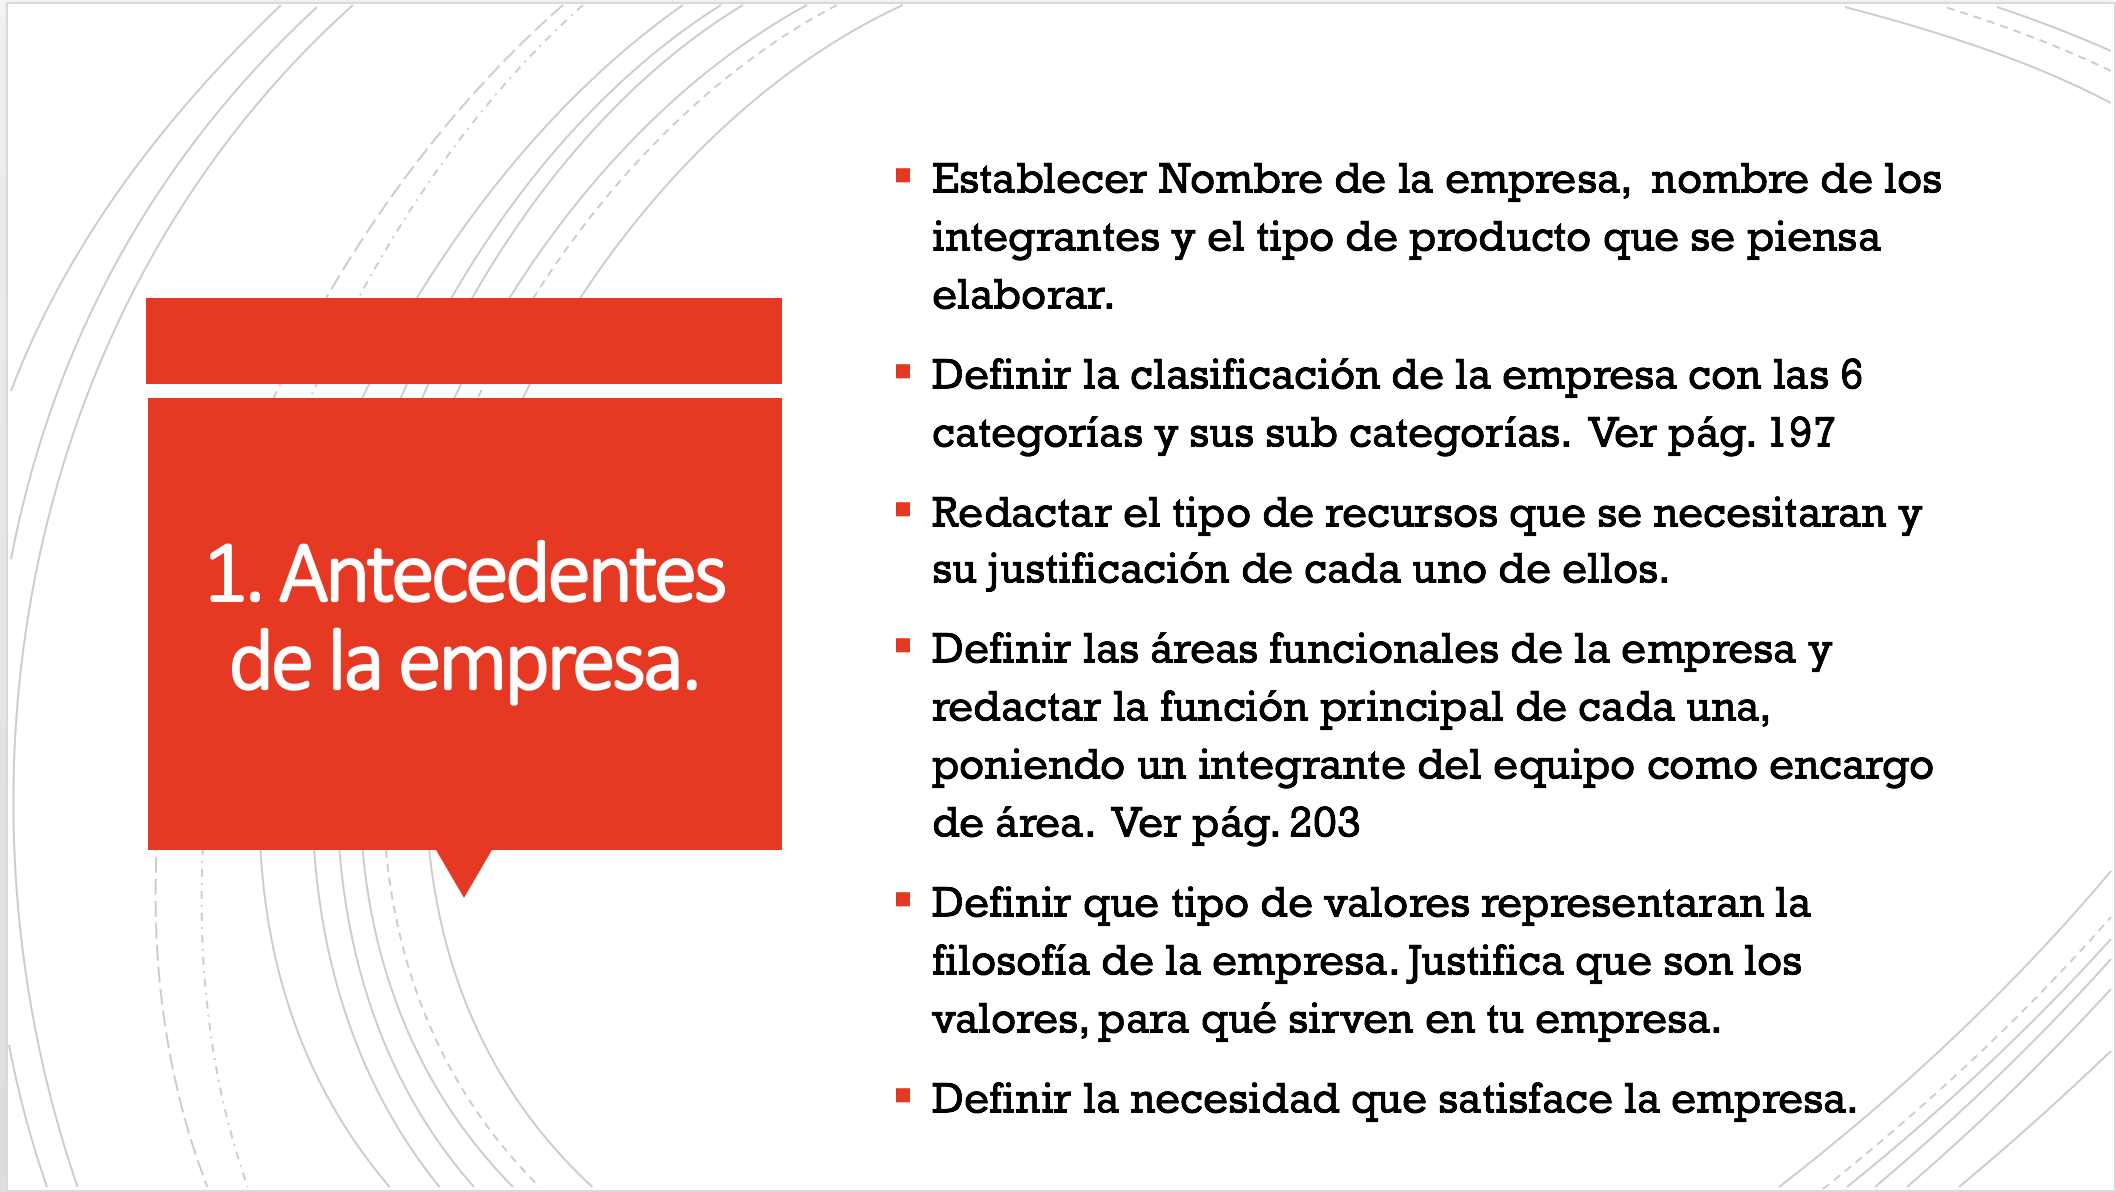 1. Antecedentes
de la empresa.
▪ Establecer Nombre de la empresa,  nombre de los
integrantes y el tipo de producto que se piensa
elaborar.
▪ Definir la clasificación de la empresa con las 6
categorías y sus sub categorías.  Ver pág. 197
▪ Redactar el tipo de recursos que se necesitaran y
su justificación de cada uno de ellos.
▪ Definir las áreas funcionales de la empresa y
redactar la función principal de cada una,
poniendo un integrante del equipo como encargo
de área.  Ver pág. 203
▪ Definir que tipo de valores representaran la
filosofía de la empresa. Justifica que son los
valores, para qué sirven en tu empresa.
▪ Definir la necesidad que satisface la empresa.